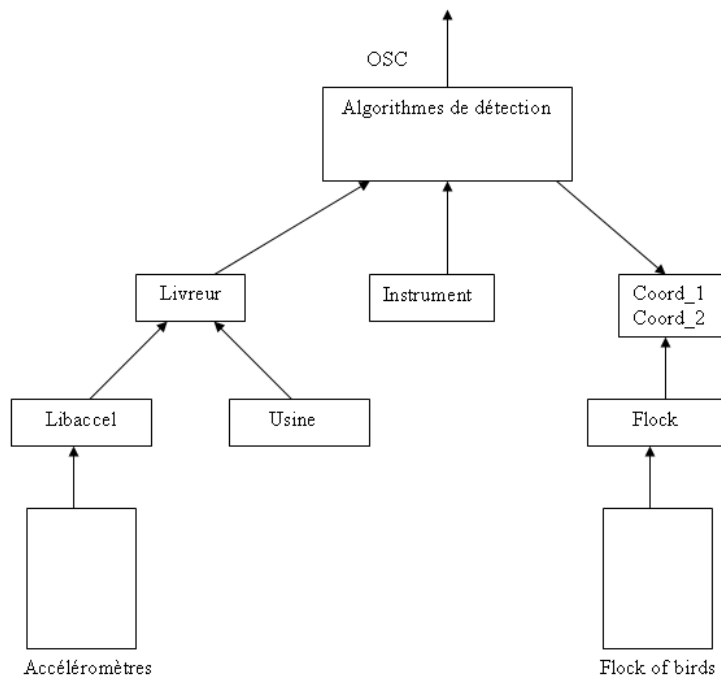 OSC
Algorithmes de détection
Livreur
Instrument
Coord_1
Coord_2
Libaccel
Usine
Flock
Accéléromètres
Flock of birds